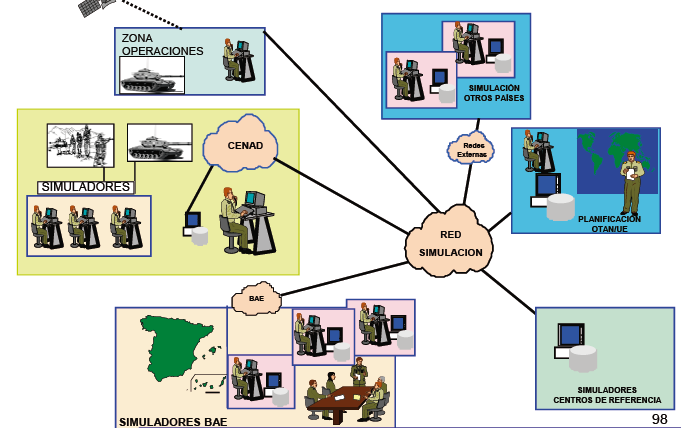 ZONA
OPERACIONES
SIMULACIÓN
OTROS PAÍSES
CENAD
Redes
Externas
SIMULADORES
PLANIFICACIÓN
OTAN/UE
RED
SIMULACION
BAE
SIMULADORES
CENTROS DE REFERENCIA
SIMULADORES BAE
98